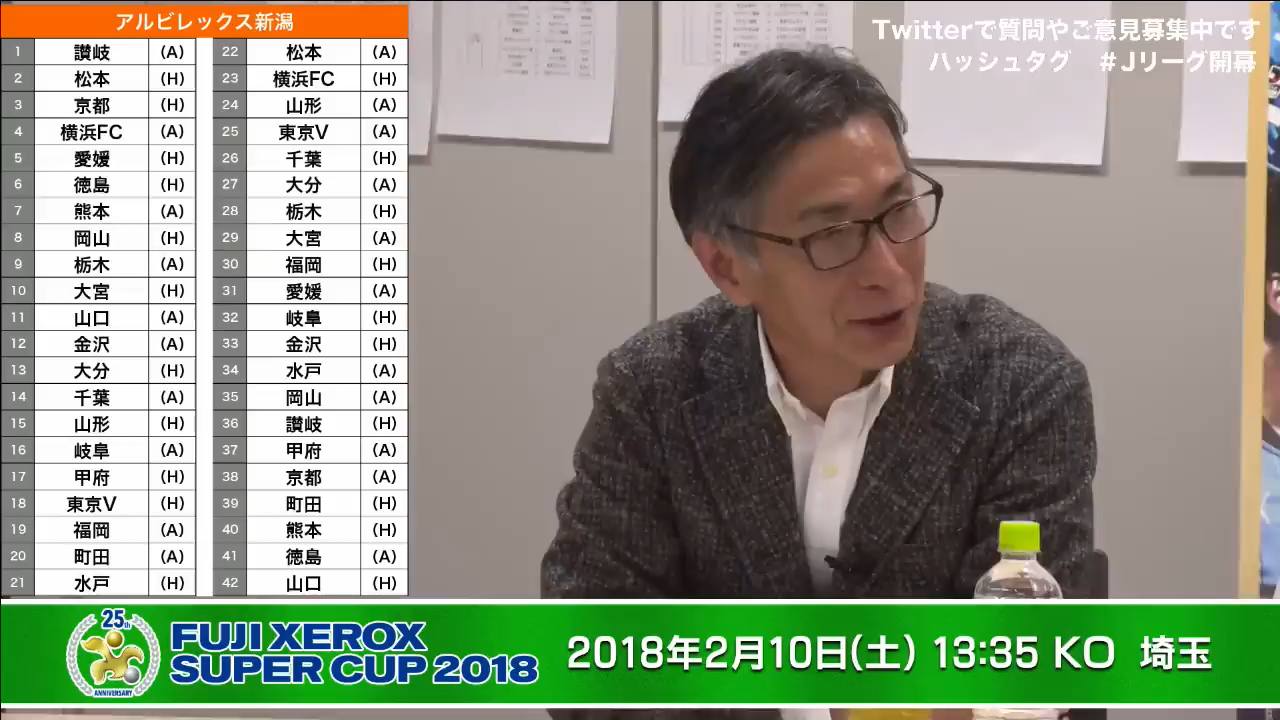 アルビレックス新潟
1 讃岐 (A) 22 松本 (A)
2 松本 (H) 23 横浜FC (H)
3 京都 (H) 24 山形 (A)
4 横浜FC (A) 25 東京V (A)
5 愛媛 (H) 26 千葉 (H)
6 徳島 (H) 27 大分 (A)
7 熊本 (A) 28 栃木 (H)
8 岡山 (H) 29 大宮 (A)
9 栃木 (A) 30 福岡 (H)
10 大宮 (H) 31 愛媛 (A)
11 山口 (A) 32 岐阜 (H)
12 金沢 (A) 33 金沢 (H)
13 大分 (H) 34 水戸 (A)
14 千葉 (A) 35 岡山 (A)
15 山形 (H) 36 讃岐 (H)
16 岐阜 (A) 37 甲府 (A)
17 甲府 (H) 38 京都 (A)
18 東京V (H) 39 町田 (H)
19 福岡 (A) 40 熊本 (H)
20 町田 (A) 41 徳島 (A)
21 水戸 (H) 42 山口 (H)
Twitterで質問やご意見募集中です
ハッシュタグ #Jリーグ開幕
25th
ANNIVERSARY
FUJI XEROX
SUPER CUP 2018
2018年2月10日(土) 13:35 KO 埼玉